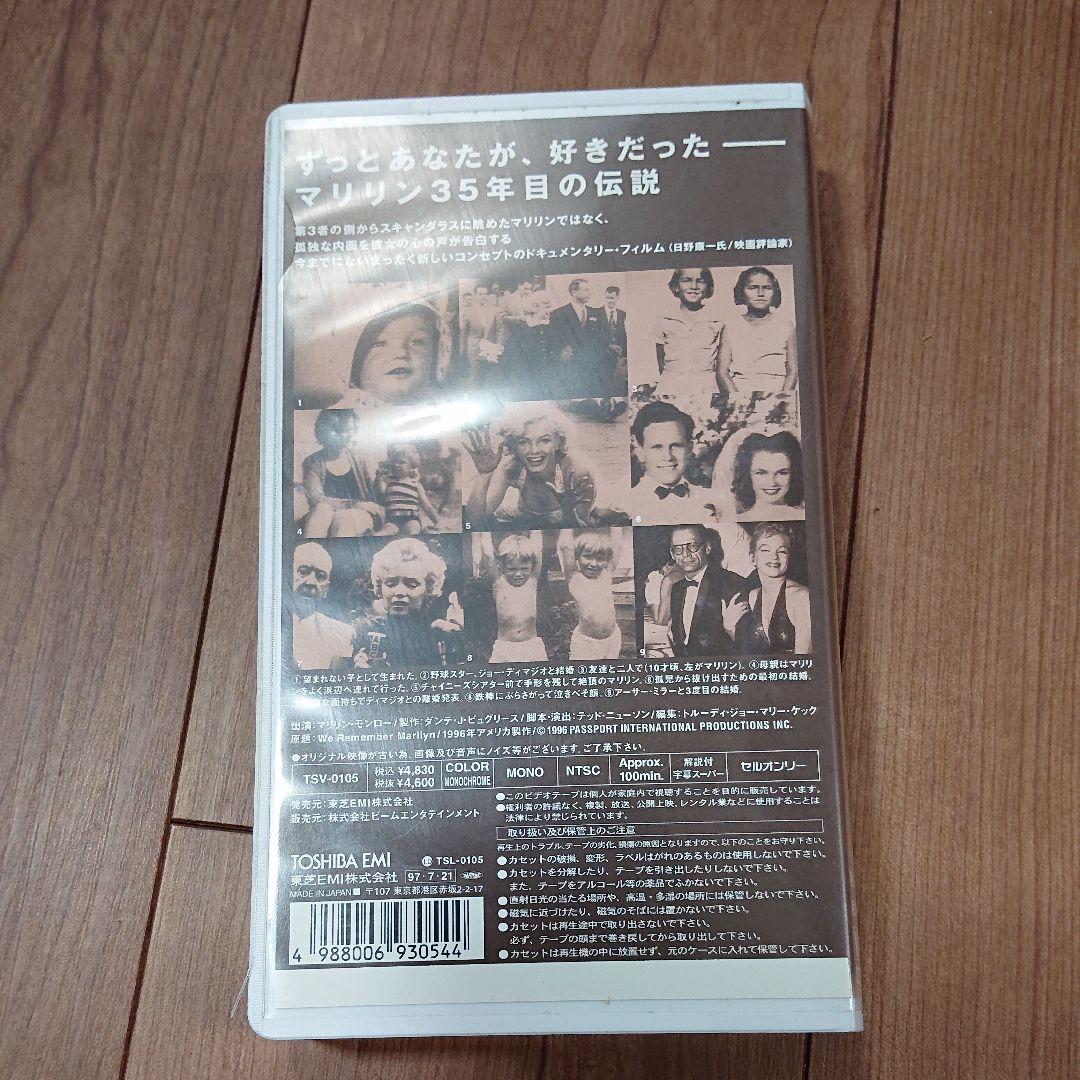 ずっとあなたが、好きだった――
マリリン35年目の伝説
第3者の側からスキャンダラスに眺めたマリリンではなく、
孤独な内面を彼女の心の声が告白する
今までにないまったく新しいコンセプトのドキュメンタリー・フィルム (日野康一氏/映画評論家)
1
3
4
5
6
7
8
9
①望まれない子として生まれた。②野球スター、ジョー・ディマジオと結婚 ③友達と二人で(10才頃、左がマリリン)。④母親はマリリ
ンをよく浜辺へ連れて行った。⑤チャイニーズシアター前で手形を残して絶頂のマリリン。⑥孤児から抜け出すための最初の結婚。
な面持ちでディマジオとの離婚発表。⑧鉄棒にぶらさがって泣きべそ顔。⑨アーサー・ミラーと3度目の結婚。
出演:マリリン・モンロー/製作:ダンテ・J・ピュグリース/脚本・演出:テッド・ニューソン/編集:トルーディ・ジョー・マリー・ケック
原題:We Remember Marilyn/1996年アメリカ製作/©1996 PASSPORT INTERNATIONAL PRODUCTIONS INC.
●オリジナル映像が古い為、画像及び音声にノイズ等がございます。ご了承下さい。
TSV-0105 税込 ¥4,830 税抜 ¥4,600 COLOR MONOCHROME MONO NTSC Approx. 100min. 解説付 字幕スーパー セルオンリー
発売元:東芝EMI株式会社
販売元:株式会社ビームエンタテインメント
●このビデオテープは個人が家庭内で視聴することを目的に販売しています。
●権利者の許諾なく、複製、放送、公開上映、レンタル業などに使用することは
法律により禁じられています。
取り扱い及び保管上のご注意
再生上のトラブル、テープの劣化、損傷の原因となりますので、以下のことをお守り下さい。
●カセットの破損、変形、ラベルはがれのあるものは使用しないで下さい。
●カセットを分解したり、テープを引き出したりしないで下さい。
また、テープをアルコール等の薬品でふかないで下さい。
●直射日光の当たる場所や、高温・多湿の場所には保管しないで下さい。
●磁気に近づけたり、磁気のそばには置かないで下さい。
●カセットは再生途中で取り出さないで下さい。
必ず、テープの頭まで巻き戻してから取り出して下さい。
●カセットは再生機の中に放置せず、元のケースに入れて保管して下さい。
TOSHIBA EMI TSL-0105
東芝EMI株式会社 97・7・21
MADE IN JAPAN 〒107 東京都港区赤坂2-2-17
4 988006 930544